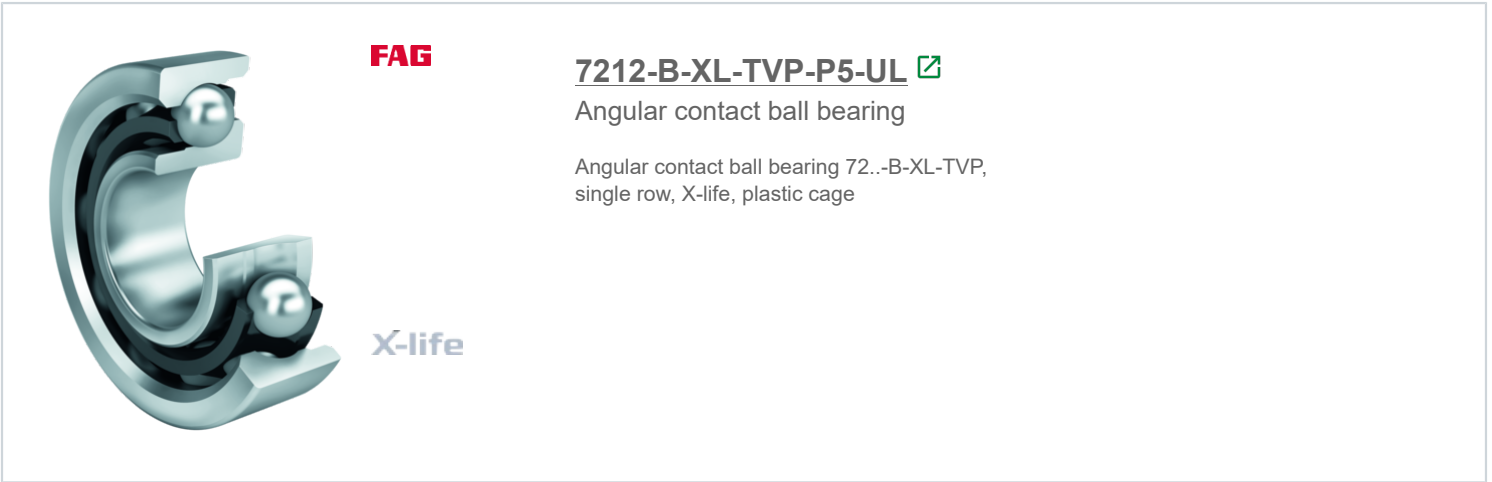 FAG
7212-B-XL-TVP-P5-UL
Angular contact ball bearing
Angular contact ball bearing 72..-B-XL-TVP,
single row, X-life, plastic cage
X-life